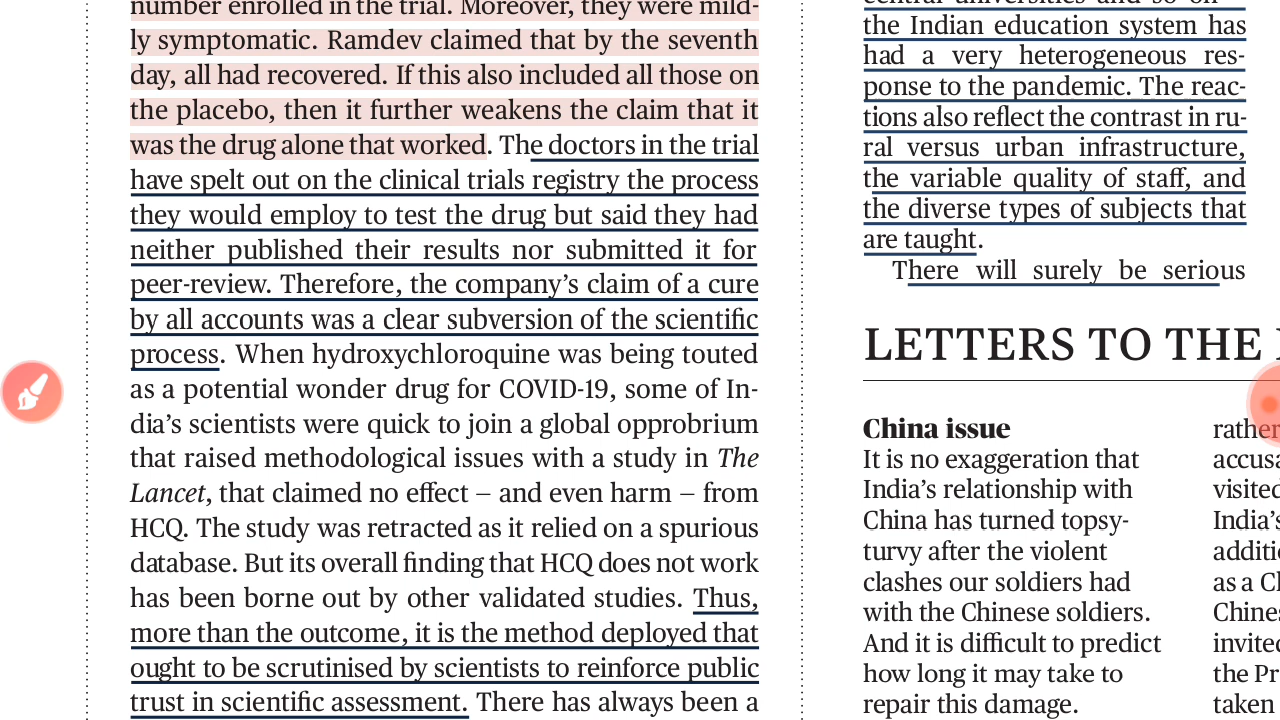 number enrolled in the trial. Moreover, they were mild-
ly symptomatic. Ramdev claimed that by the seventh
day, all had recovered. If this also included all those on
the placebo, then it further weakens the claim that it
was the drug alone that worked. The doctors in the trial
have spelt out on the clinical trials registry the process
they would employ to test the drug but said they had
neither published their results nor submitted it for
peer-review. Therefore, the company’s claim of a cure
by all accounts was a clear subversion of the scientific
process. When hydroxychloroquine was being touted
as a potential wonder drug for COVID-19, some of In-
dia’s scientists were quick to join a global opprobrium
that raised methodological issues with a study in The
Lancet, that claimed no effect — and even harm — from
HCQ. The study was retracted as it relied on a spurious
database. But its overall finding that HCQ does not work
has been borne out by other validated studies. Thus,
more than the outcome, it is the method deployed that
ought to be scrutinised by scientists to reinforce public
trust in scientific assessment. There has always been a
central universities and so on
the Indian education system has
had a very heterogeneous res-
ponse to the pandemic. The reac-
tions also reflect the contrast in ru-
ral versus urban infrastructure,
the variable quality of staff, and
the diverse types of subjects that
are taught.
There will surely be serious
LETTERS TO THE
China issue
It is no exaggeration that
India’s relationship with
China has turned topsy-
turvy after the violent
clashes our soldiers had
with the Chinese soldiers.
And it is difficult to predict
how long it may take to
repair this damage.
rather
visited
India’s
as a
invited
the
taken